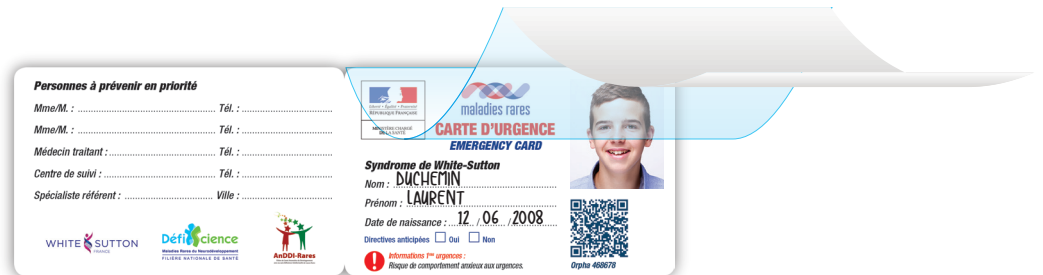 Personnes à prévenir en priorité
Mme/M. : ........................................ Tél. : ..........................
Mme/M. : ........................................ Tél. : ..........................
Médecin traitant : .............................. Tél. : ..........................
Centre de suivi : ............................... Tél. : ..........................
Spécialiste référent : .......................... Ville : ..........................
WHITE SUTTON
FRANCE
DéfiScience
Maladies Rares du Neurodéveloppement
FILIÈRE NATIONALE DE SANTÉ
AnDDI-Rares
Liberté • Égalité • Fraternité
RÉPUBLIQUE FRANÇAISE
MINISTÈRE CHARGÉ
DE LA SANTÉ
maladies rares
CARTE D'URGENCE
EMERGENCY CARD
Syndrome de White-Sutton
Nom : DUCHEMIN
Prénom : LAURENT
Date de naissance : 12 / 06 / 2008
Directives anticipées Oui Non
! Informations 1res urgences :
Risque de comportement anxieux aux urgences.
Orpha 468678